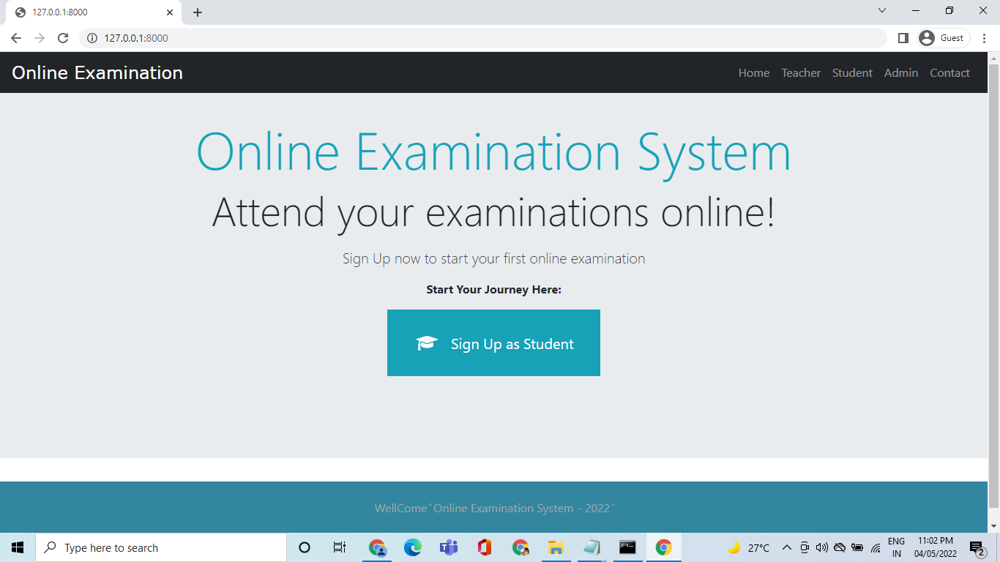 127.0.0.1:8000
127.0.0.1:8000
Guest
Online Examination
Home Teacher Student Admin Contact
Online Examination System
Attend your examinations online!
Sign Up now to start your first online examination
Start Your Journey Here:
Sign Up as Student
WellCome"Online Examination System - 2022"
Type here to search
27°C
ENG
IN
11:02 PM
04/05/2022
2